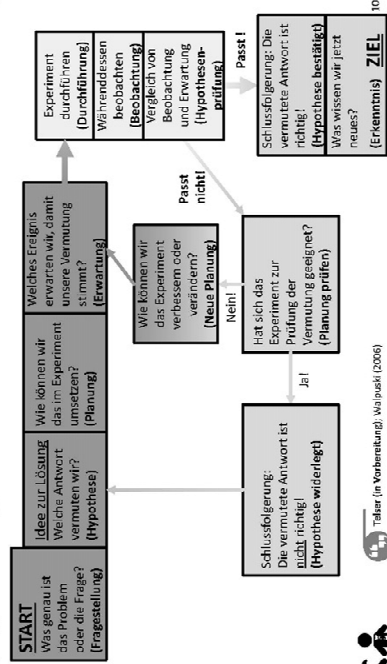 START
Was genau ist
das Problem
oder die Frage?
(Fragestellung)
Idee zur Lösung
Welche Antwort
vermuten wir?
(Hypothese)
Wie können wir
das im Experiment
umsetzen?
(Planung)
Welches Ereignis
erwarten wir, damit
unsere Vermutung
stimmt?
(Erwartung)
Experiment
durchführen
(Durchführung)
Währenddessen
beobachten
(Beobachtung)
Vergleich von
Beobachtung
und Erwartung
(Hypothesen-
prüfung)
Passt !
Schlussfolgerung: Die
vermutete Antwort ist
richtig!
(Hypothese bestätigt)
Was wissen wir jetzt
neues?
(Erkenntnis) ZIEL
Passt
nicht!
Hat sich das
Experiment zur
Prüfung der
Vermutung geeignet?
(Planung prüfen)
Nein!
Wie können wir
das Experiment
verbessern oder
verändern?
(Neue Planung)
Ja!
Schlussfolgerung:
Die vermutete Antwort ist
nicht richtig!
(Hypothese widerlegt)
(in Vorbereitung); Walpuski (2006)
10